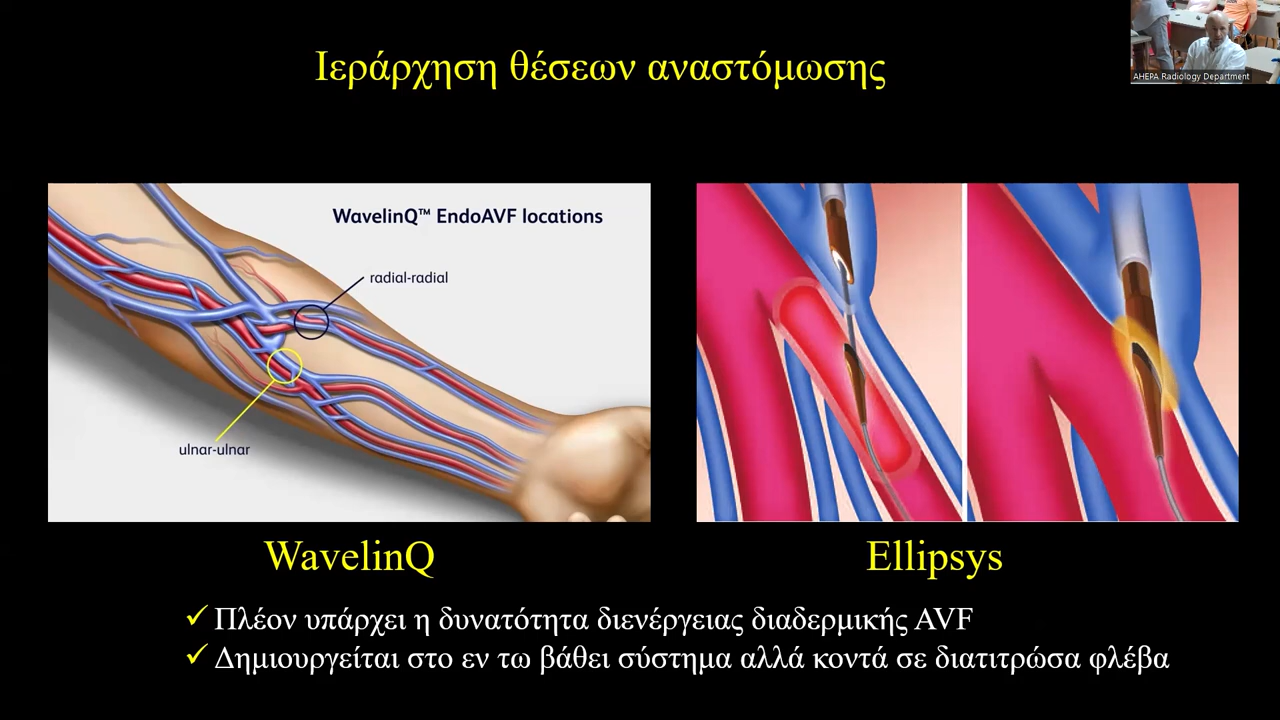 Ιεράρχηση θέσεων αναστόμωσης
AHEPA Radiology Department
WavelinQ™ EndoAVF locations
radial-radial
ulnar-ulnar
WavelinQ
Ellipsys
✓ Πλέον υπάρχει η δυνατότητα διενέργειας διαδερμικής AVF
✓ Δημιουργείται στο εν τω βάθει σύστημα αλλά κοντά σε διατιτρώσα φλέβα